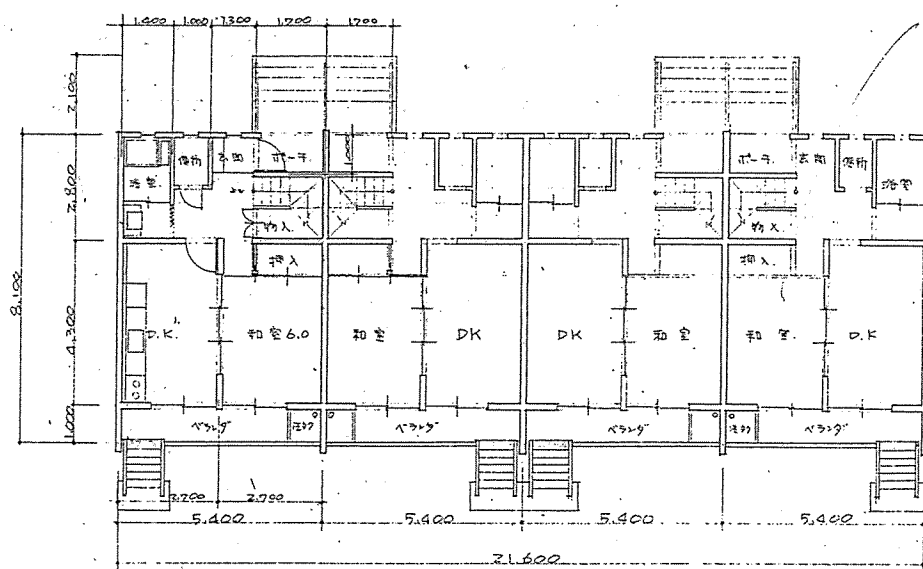 1.400 1.000 1.300 1.700 1.700
2.100
ポーチ 玄関 便所
便所 玄関 ポーチ 1.000
浴室 浴室
2.800
物入 物入
押入 押入
8.100
4.300
D.K. 和室6.0 和室 DK DK 和室 和室 D.K
1.000
ベランダ ベランダ ベランダ ベランダ
2.700 2.700
5.400 5.400 5.400 5.400
21.600